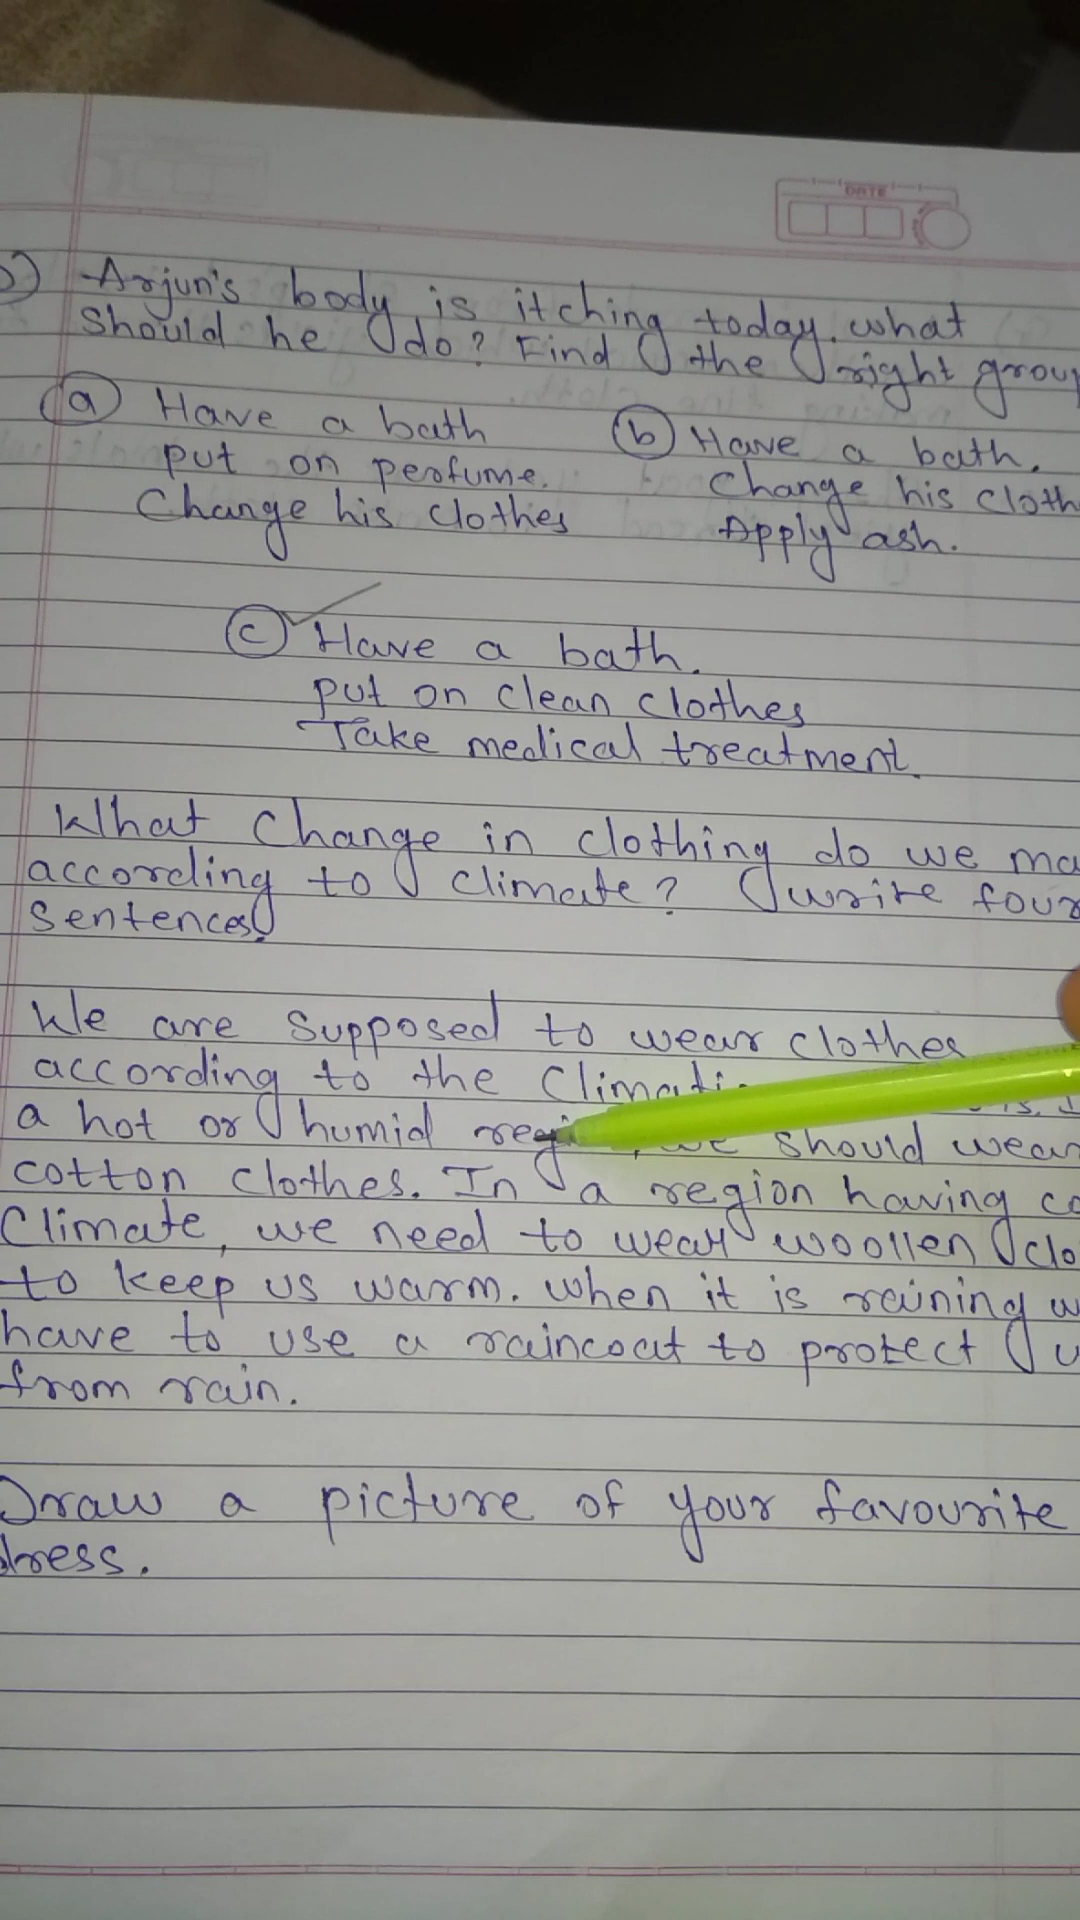 DATE
Arjun's body is itching today. what
should he do? Find the right
(a) Have a bath
put on perfume.
Change his clothes
(b) Have a bath.
Change his
Apply ash.
(c) Have a bath.
put on clean clothes
Take medical treatment.
What change in clothing do we
according to climate? write four
sentences.
We are supposed to wear clothes
according to the
a hot or humid we should wear
cotton clothes. In a region having
Climate, we need to wear woollen
to keep us warm. when it is raining
have to use a raincoat to protect
from rain.
Draw a picture of your favourite
dress.